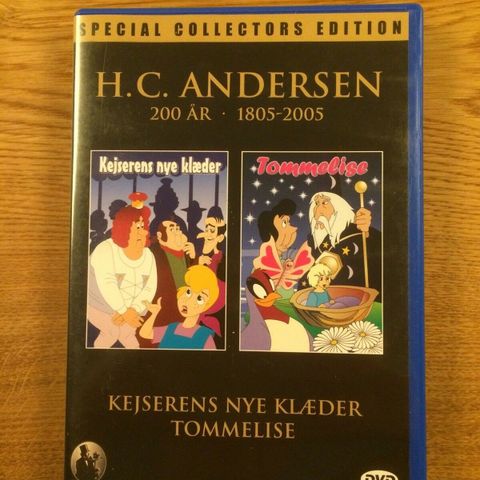 SPECIAL COLLECTORS EDITION
H.C. ANDERSEN
200 ÅR · 1805-2005
Kejserens nye klæder
Tommelise
KEJSERENS NYE KLÆDER
TOMMELISE
DVD